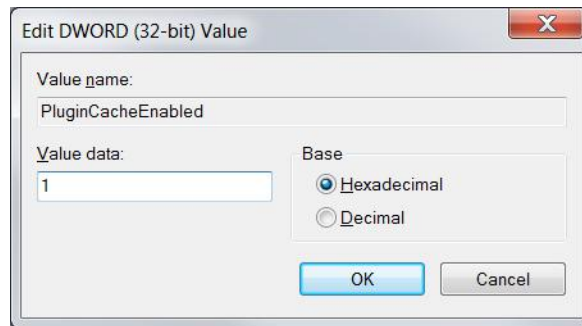 Edit DWORD (32-bit) Value
Value name:
PluginCacheEnabled
Value data:
1
Base
Hexadecimal
Decimal
OK
Cancel